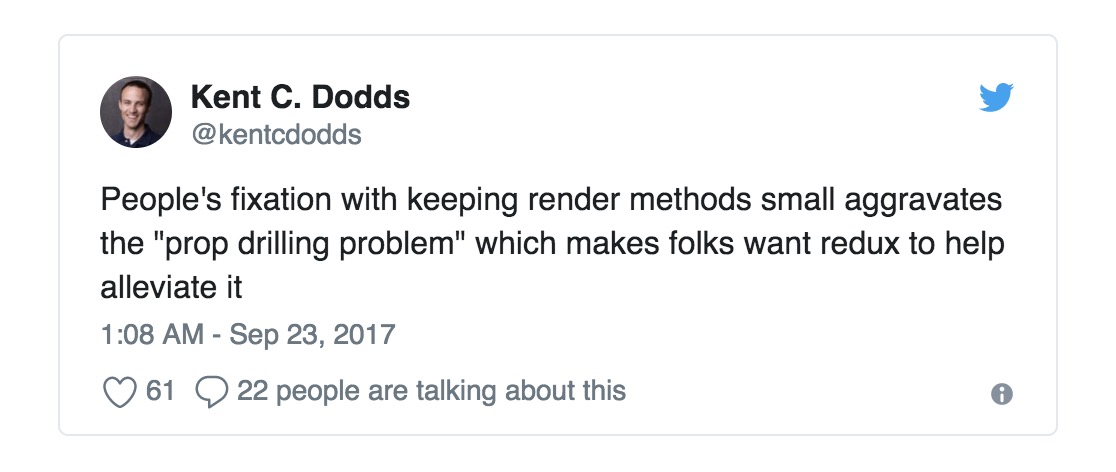 Kent C. Dodds
@kentcdodds
People's fixation with keeping render methods small aggravates
the "prop drilling problem" which makes folks want redux to help
alleviate it
1:08 AM - Sep 23, 2017
61 22 people are talking about this